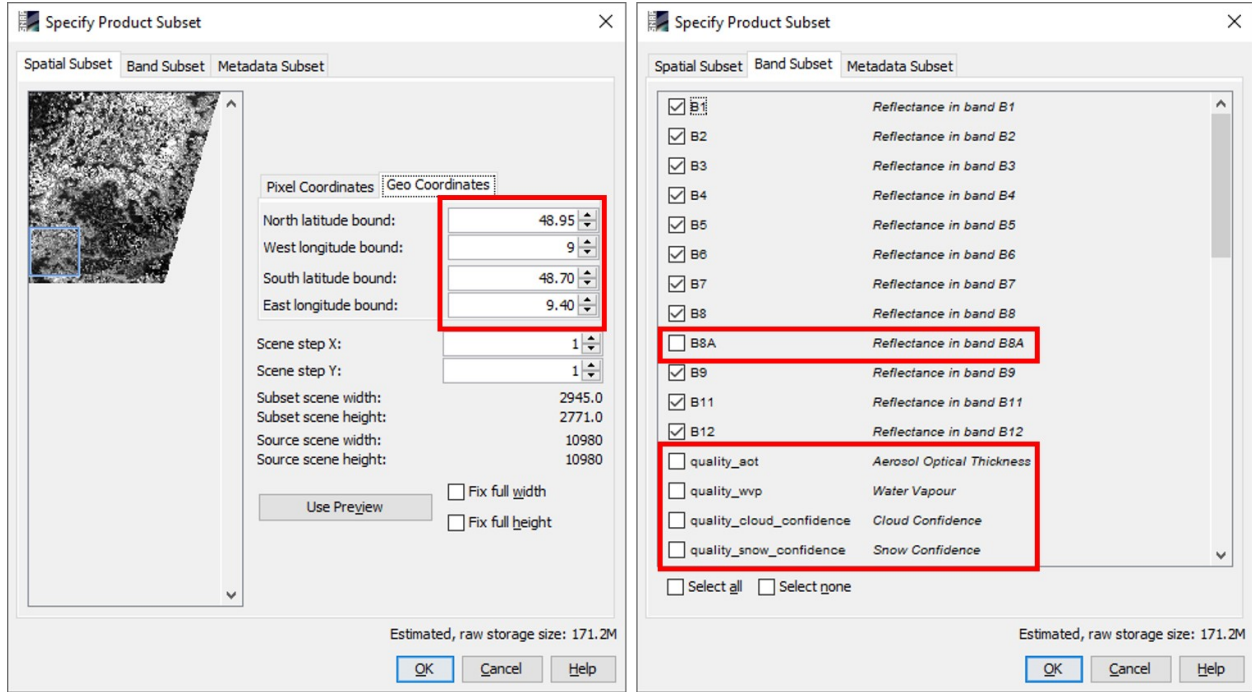 Specify Product Subset
Spatial Subset Band Subset Metadata Subset
Pixel Coordinates Geo Coordinates
North latitude bound: 48.95
West longitude bound: 9
South latitude bound: 48.70
East longitude bound: 9.40
Scene step X: 1
Scene step Y: 1
Subset scene width: 2945.0
Subset scene height: 2771.0
Source scene width: 10980
Source scene height: 10980
Use Preview
Fix full width
Fix full height
Estimated, raw storage size: 171.2M
OK Cancel Help
Specify Product Subset
Spatial Subset Band Subset Metadata Subset
B1 Reflectance in band B1
B2 Reflectance in band B2
B3 Reflectance in band B3
B4 Reflectance in band B4
B5 Reflectance in band B5
B6 Reflectance in band B6
B7 Reflectance in band B7
B8 Reflectance in band B8
B8A Reflectance in band B8A
B9 Reflectance in band B9
B11 Reflectance in band B11
B12 Reflectance in band B12
quality_aot Aerosol Optical Thickness
quality_wvp Water Vapour
quality_cloud_confidence Cloud Confidence
quality_snow_confidence Snow Confidence
Select all Select none
Estimated, raw storage size: 171.2M
OK Cancel Help